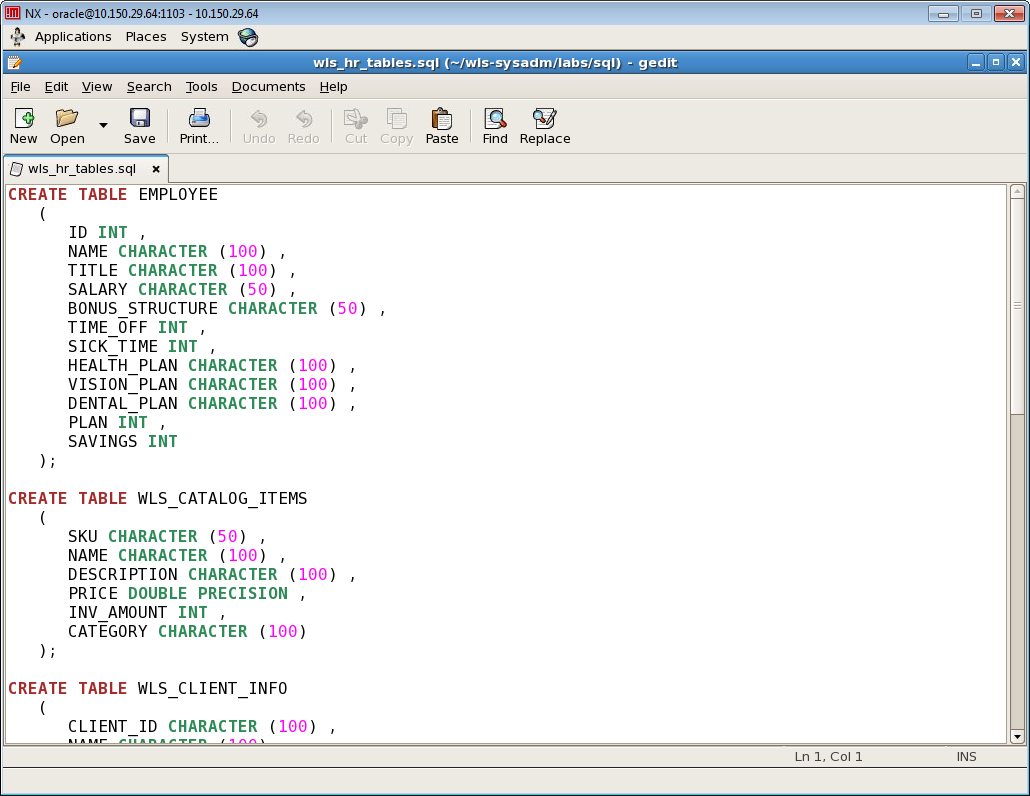 NX - oracle@10.150.29.64:1103 - 10.150.29.64
Applications Places System
wls_hr_tables.sql (~/wls-sysadm/labs/sql) - gedit
File Edit View Search Tools Documents Help
New Open Save Print... Undo Redo Cut Copy Paste Find Replace
wls_hr_tables.sql
CREATE TABLE EMPLOYEE
(
ID INT ,
NAME CHARACTER (100) ,
TITLE CHARACTER (100) ,
SALARY CHARACTER (50) ,
BONUS_STRUCTURE CHARACTER (50) ,
TIME_OFF INT ,
SICK_TIME INT ,
HEALTH_PLAN CHARACTER (100) ,
VISION_PLAN CHARACTER (100) ,
DENTAL_PLAN CHARACTER (100) ,
PLAN INT ,
SAVINGS INT
);
CREATE TABLE WLS_CATALOG_ITEMS
(
SKU CHARACTER (50) ,
NAME CHARACTER (100) ,
DESCRIPTION CHARACTER (100) ,
PRICE DOUBLE PRECISION ,
INV_AMOUNT INT ,
CATEGORY CHARACTER (100)
);
CREATE TABLE WLS_CLIENT_INFO
(
CLIENT_ID CHARACTER (100) ,
NAME CHARACTER (100)
Ln 1, Col 1 INS